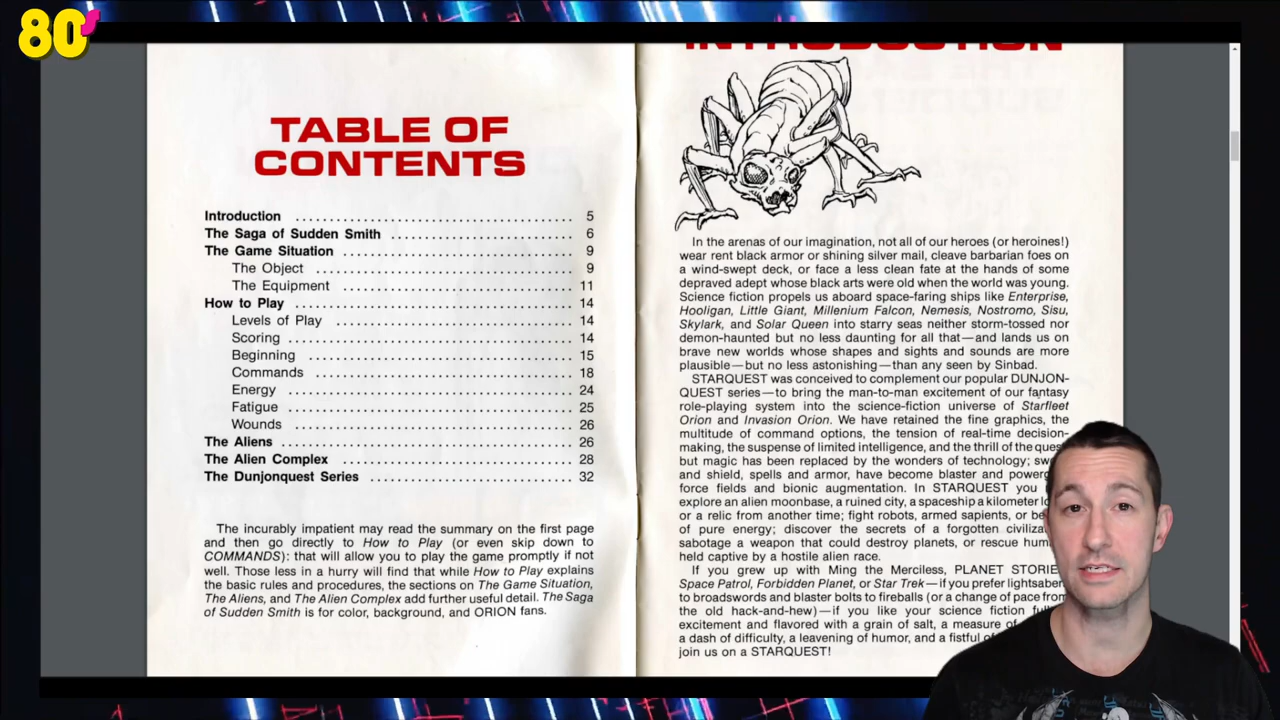 80's
TABLE OF
CONTENTS
Introduction ................................ 5
The Saga of Sudden Smith ..................... 6
The Game Situation .......................... 9
The Object ............................... 9
The Equipment ............................ 11
How to Play ................................ 14
Levels of Play ............................ 14
Scoring ................................. 14
Beginning ............................... 15
Commands .............................. 18
Energy .................................. 24
Fatigue ................................. 25
Wounds ................................. 26
The Aliens ................................. 26
The Alien Complex .......................... 28
The Dunjonquest Series ...................... 32
The incurably impatient may read the summary on the first page
and then go directly to How to Play (or even skip down to
COMMANDS): that will allow you to play the game promptly if not
well. Those less in a hurry will find that while How to Play explains
the basic rules and procedures, the sections on The Game Situation,
The Aliens, and The Alien Complex add further useful detail. The Saga
of Sudden Smith is for color, background, and ORION fans.
INTRODUCTION
In the arenas of our imagination, not all of our heroes (or heroines!)
wear rent black armor or shining silver mail, cleave barbarian foes on
a wind-swept deck, or face a less clean fate at the hands of some
depraved adept whose black arts were old when the world was young.
Science fiction propels us aboard space-faring ships like Enterprise,
Hooligan, Little Giant, Millenium Falcon, Nemesis, Nostromo, Sisu,
Skylark, and Solar Queen into starry seas neither storm-tossed nor
demon-haunted but no less daunting for all that—and lands us on
brave new worlds whose shapes and sights and sounds are more
plausible—but no less astonishing—than any seen by Sinbad.
STARQUEST was conceived to complement our popular DUNJON-
QUEST series—to bring the man-to-man excitement of our fantasy
role-playing system into the science-fiction universe of Starfleet
Orion and Invasion Orion. We have retained the fine graphics, the
multitude of command options, the tension of real-time decision-
making, the suspense of limited intelligence, and the thrill of the quest
but magic has been replaced by the wonders of technology;
and shield, spells and armor, have become blaster and
force fields and bionic augmentation. In STARQUEST you
explore an alien moonbase, a ruined city, a spaceship a kilometer
or a relic from another time; fight robots, armed sapients, or
of pure energy; discover the secrets of a forgotten
sabotage a weapon that could destroy planets, or rescue
held captive by a hostile alien race.
If you grew up with Ming the Merciless, PLANET STORIES,
Space Patrol, Forbidden Planet, or Star Trek—if you prefer
to broadswords and blaster bolts to fireballs (or a change of pace from
the old hack-and-hew)—if you like your science fiction
excitement and flavored with a grain of salt, a measure of
a dash of difficulty, a leavening of humor, and a fistful of
join us on a STARQUEST!